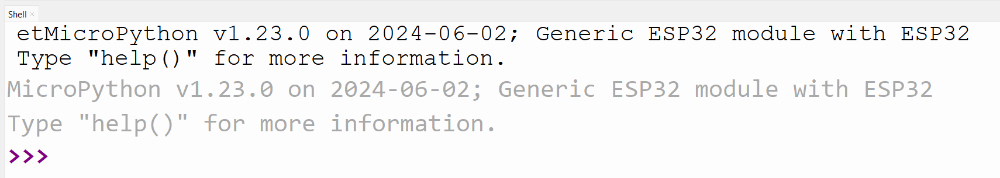 Shell ×
etMicroPython v1.23.0 on 2024-06-02; Generic ESP32 module with ESP32
Type "help()" for more information.
MicroPython v1.23.0 on 2024-06-02; Generic ESP32 module with ESP32
Type "help()" for more information.
>>>